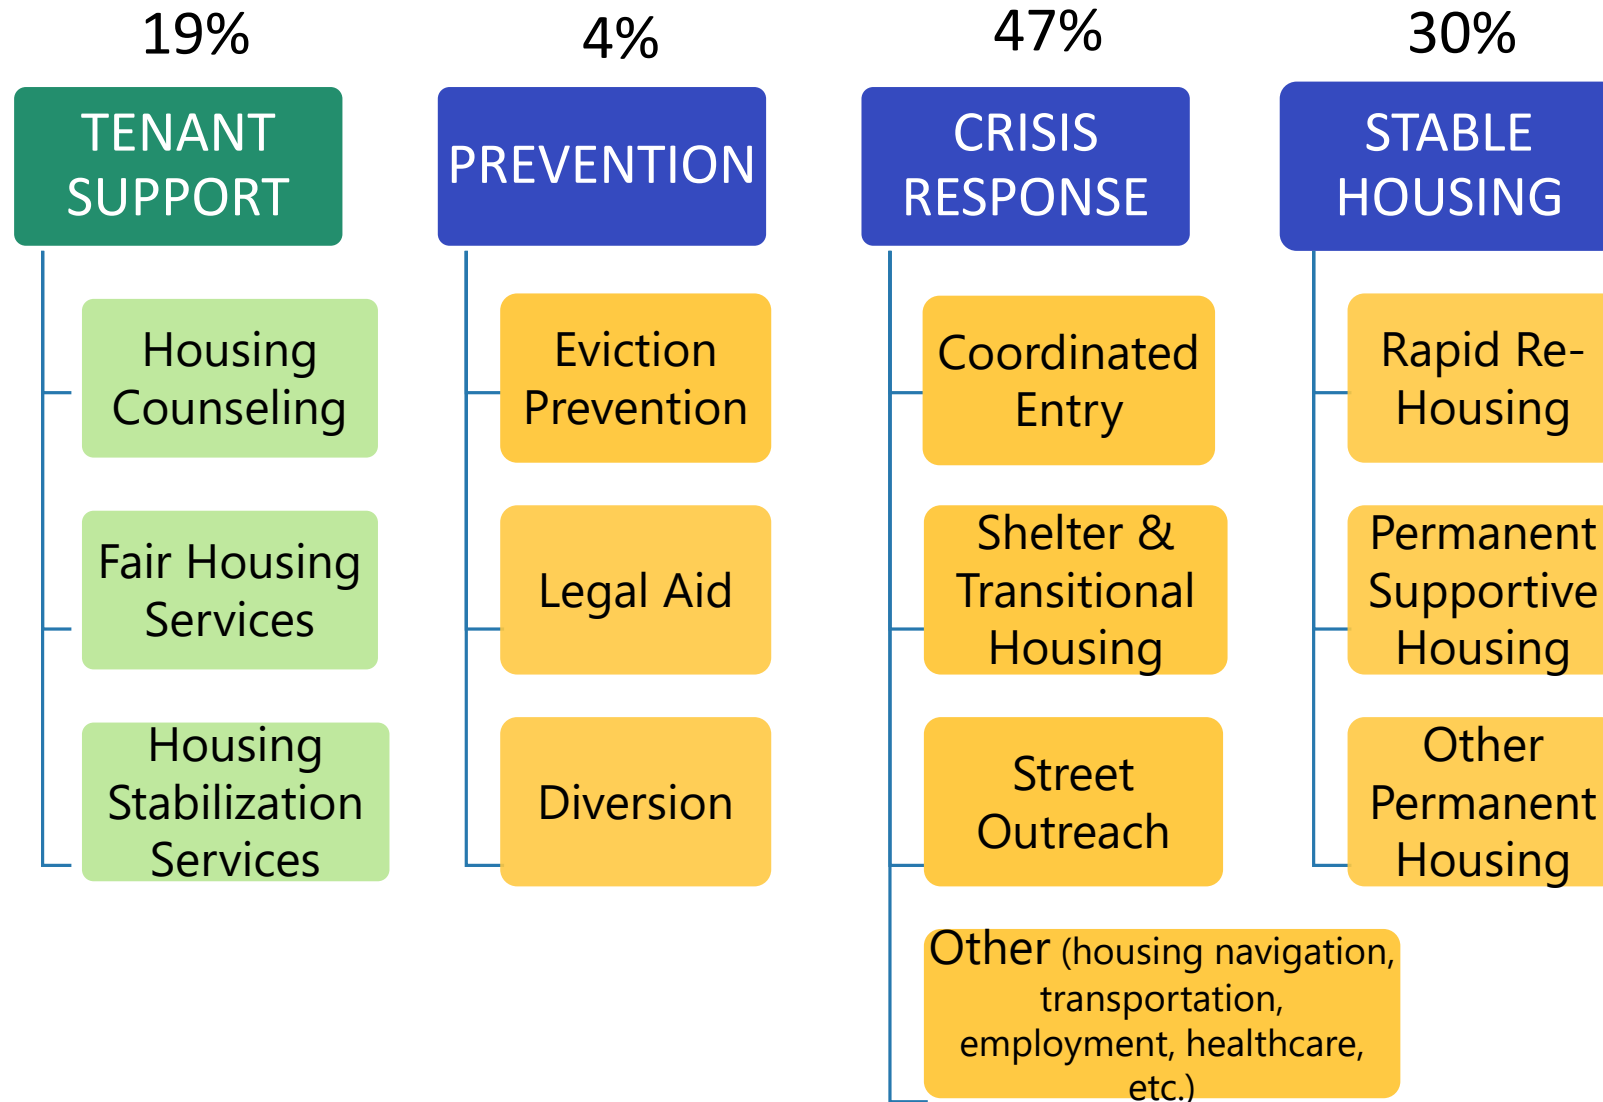 19%
TENANT
SUPPORT
Housing
Counseling
Fair Housing
Services
Housing
Stabilization
Services
4%
PREVENTION
Eviction
Prevention
Legal Aid
Diversion
47%
CRISIS
RESPONSE
Coordinated
Entry
Shelter &
Transitional
Housing
Street
Outreach
Other (housing navigation,
transportation,
employment, healthcare,
etc.)
30%
STABLE
HOUSING
Rapid Re-
Housing
Permanent
Supportive
Housing
Other
Permanent
Housing